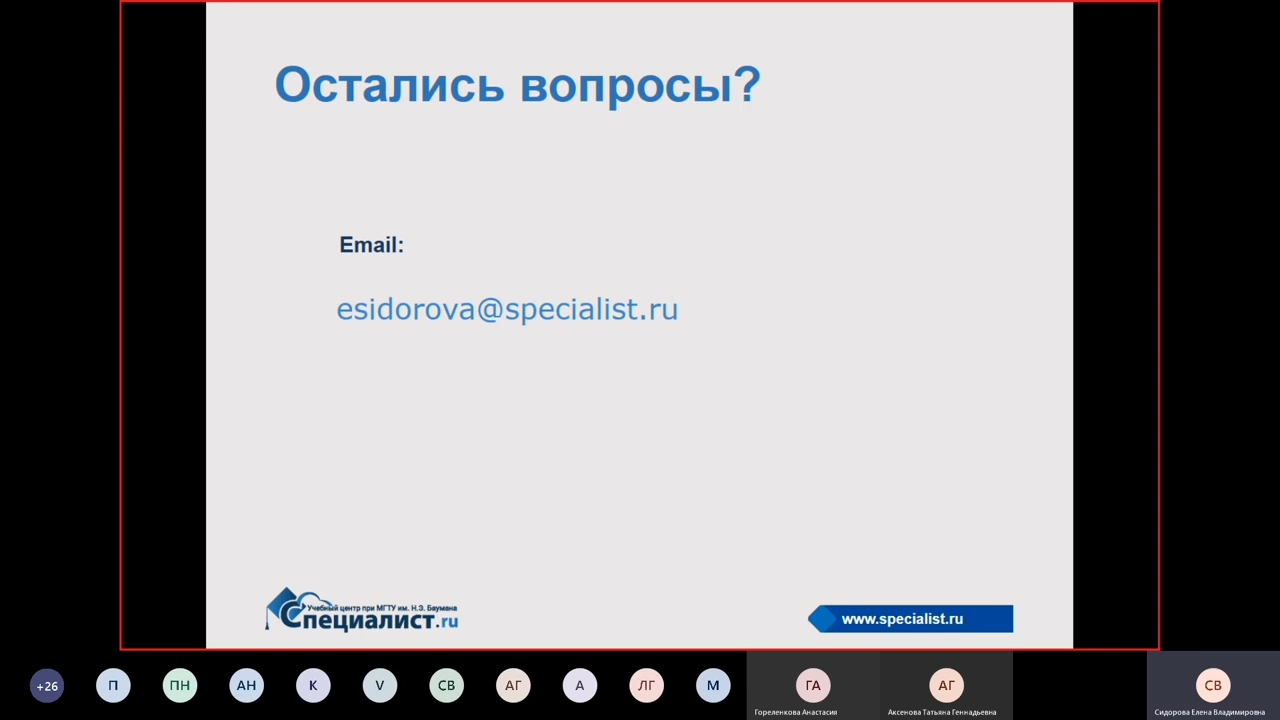 Остались вопросы?
Email:
esidorova@specialist.ru
Учебный центр при МГТУ им. Н.Э. Баумана
Специалист.ru
www.specialist.ru
+26
П
ПН
АН
К
V
СВ
АГ
А
ЛГ
М
ГА
АГ
СВ
Гореленкова Анастасия
Аксенова Татьяна Геннадьевна
Сидорова Елена Владимировна